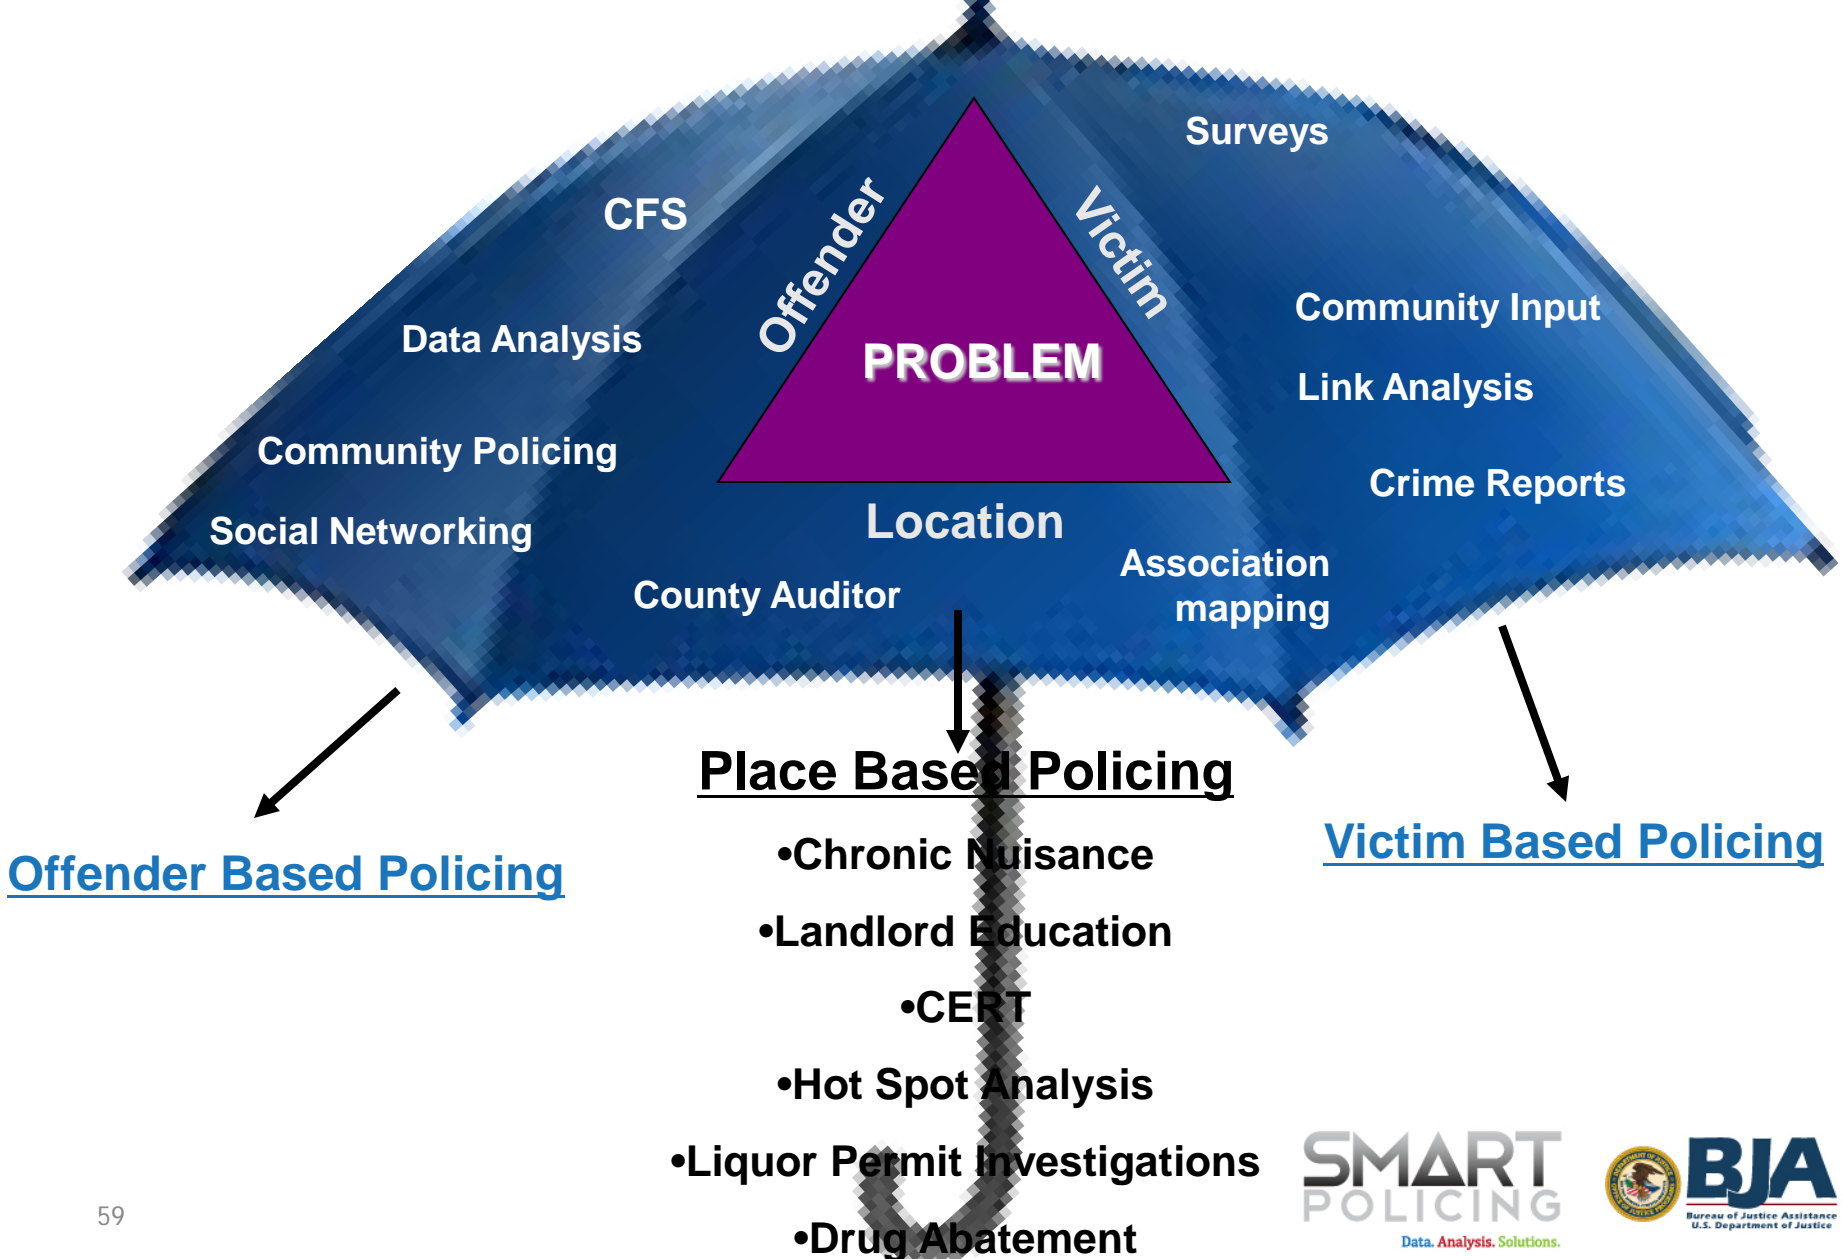 Surveys
CFS
Offender
Victim
Community Input
Data Analysis
PROBLEM
Link Analysis
Community Policing
Crime Reports
Location
Social Networking
Association
mapping
County Auditor
Place Based Policing
Offender Based Policing
Victim Based Policing
•Chronic Nuisance
•Landlord Education
•CERT
•Hot Spot Analysis
•Liquor Permit Investigations
•Drug Abatement
59
SMART
POLICING
Data. Analysis. Solutions.
BJA
Bureau of Justice Assistance
U.S. Department of Justice